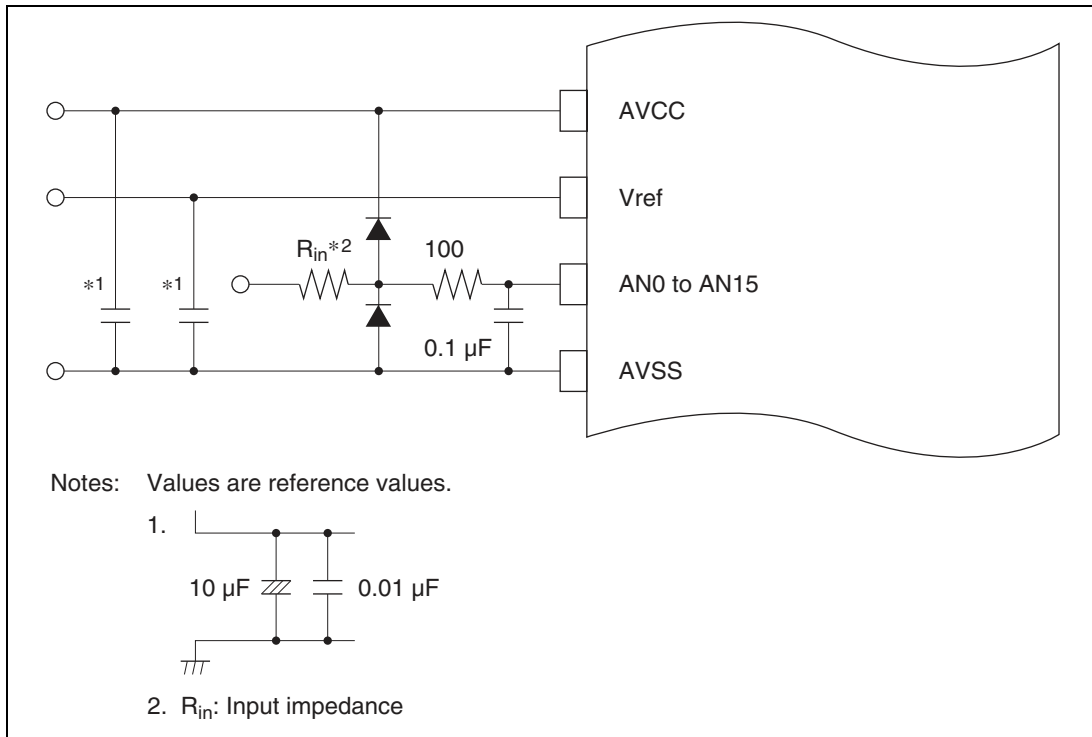 AVCC
Vref
Rin*2
100
*1
*1
AN0 to AN15
0.1 µF
AVSS
Notes: Values are reference values.
1.
10 µF
0.01 µF
2. Rin: Input impedance